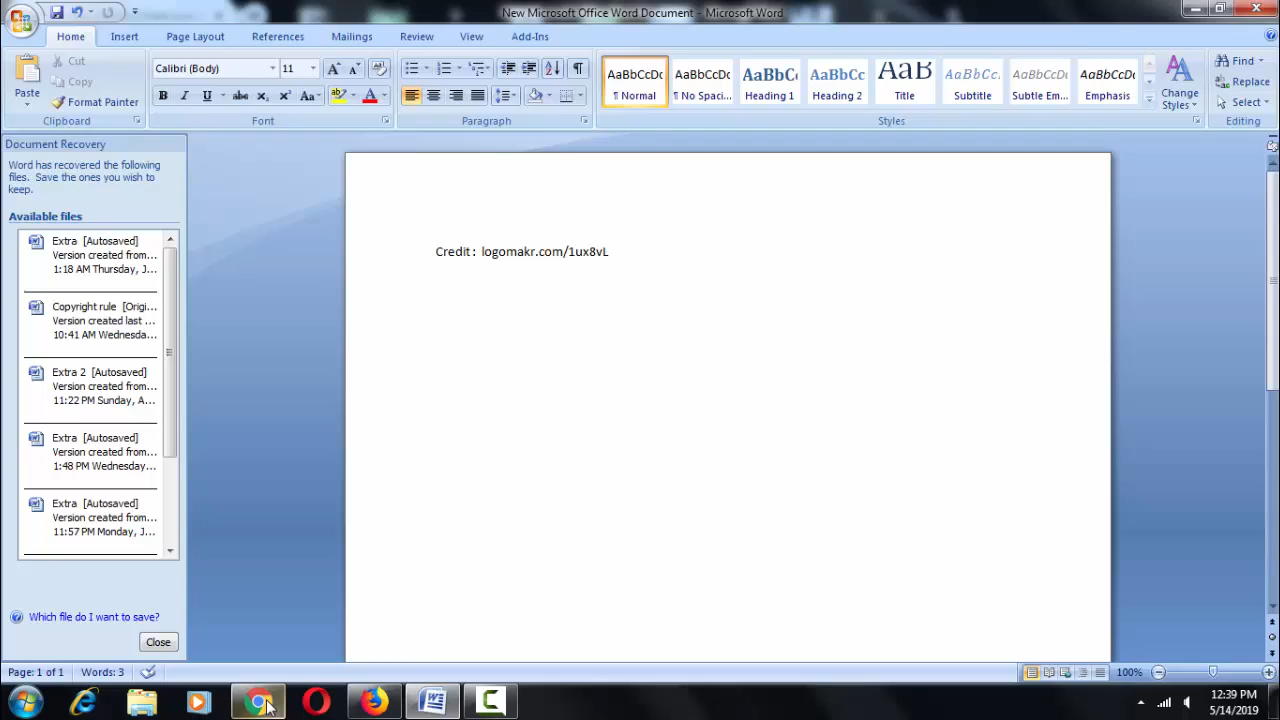 New Microsoft Office Word Document - Microsoft Word
Home Insert Page Layout References Mailings Review View Add-Ins
Paste
Cut
Copy
Format Painter
Clipboard
Calibri (Body) 11
Font
Paragraph
AaBbCcDc AaBbCcDc AaBbCc AaBbCc AaB AaBbCc. AaBbCcDc AaBbCcDc
¶ Normal ¶ No Spaci... Heading 1 Heading 2 Title Subtitle Subtle Em... Emphasis
Change Styles
Styles
Find
Replace
Select
Editing
Document Recovery
Word has recovered the following
files. Save the ones you wish to
keep.
Available files
Extra [Autosaved]
Version created from...
1:18 AM Thursday, J...
Copyright rule [Origi...
Version created last ...
10:41 AM Wednesda...
Extra 2 [Autosaved]
Version created from...
11:22 PM Sunday, A...
Extra [Autosaved]
Version created from...
1:48 PM Wednesday...
Extra [Autosaved]
Version created from...
11:57 PM Monday, J...
Which file do I want to save?
Close
Credit: logomakr.com/1ux8vL
Page: 1 of 1 Words: 3
100%
12:39 PM
5/14/2019